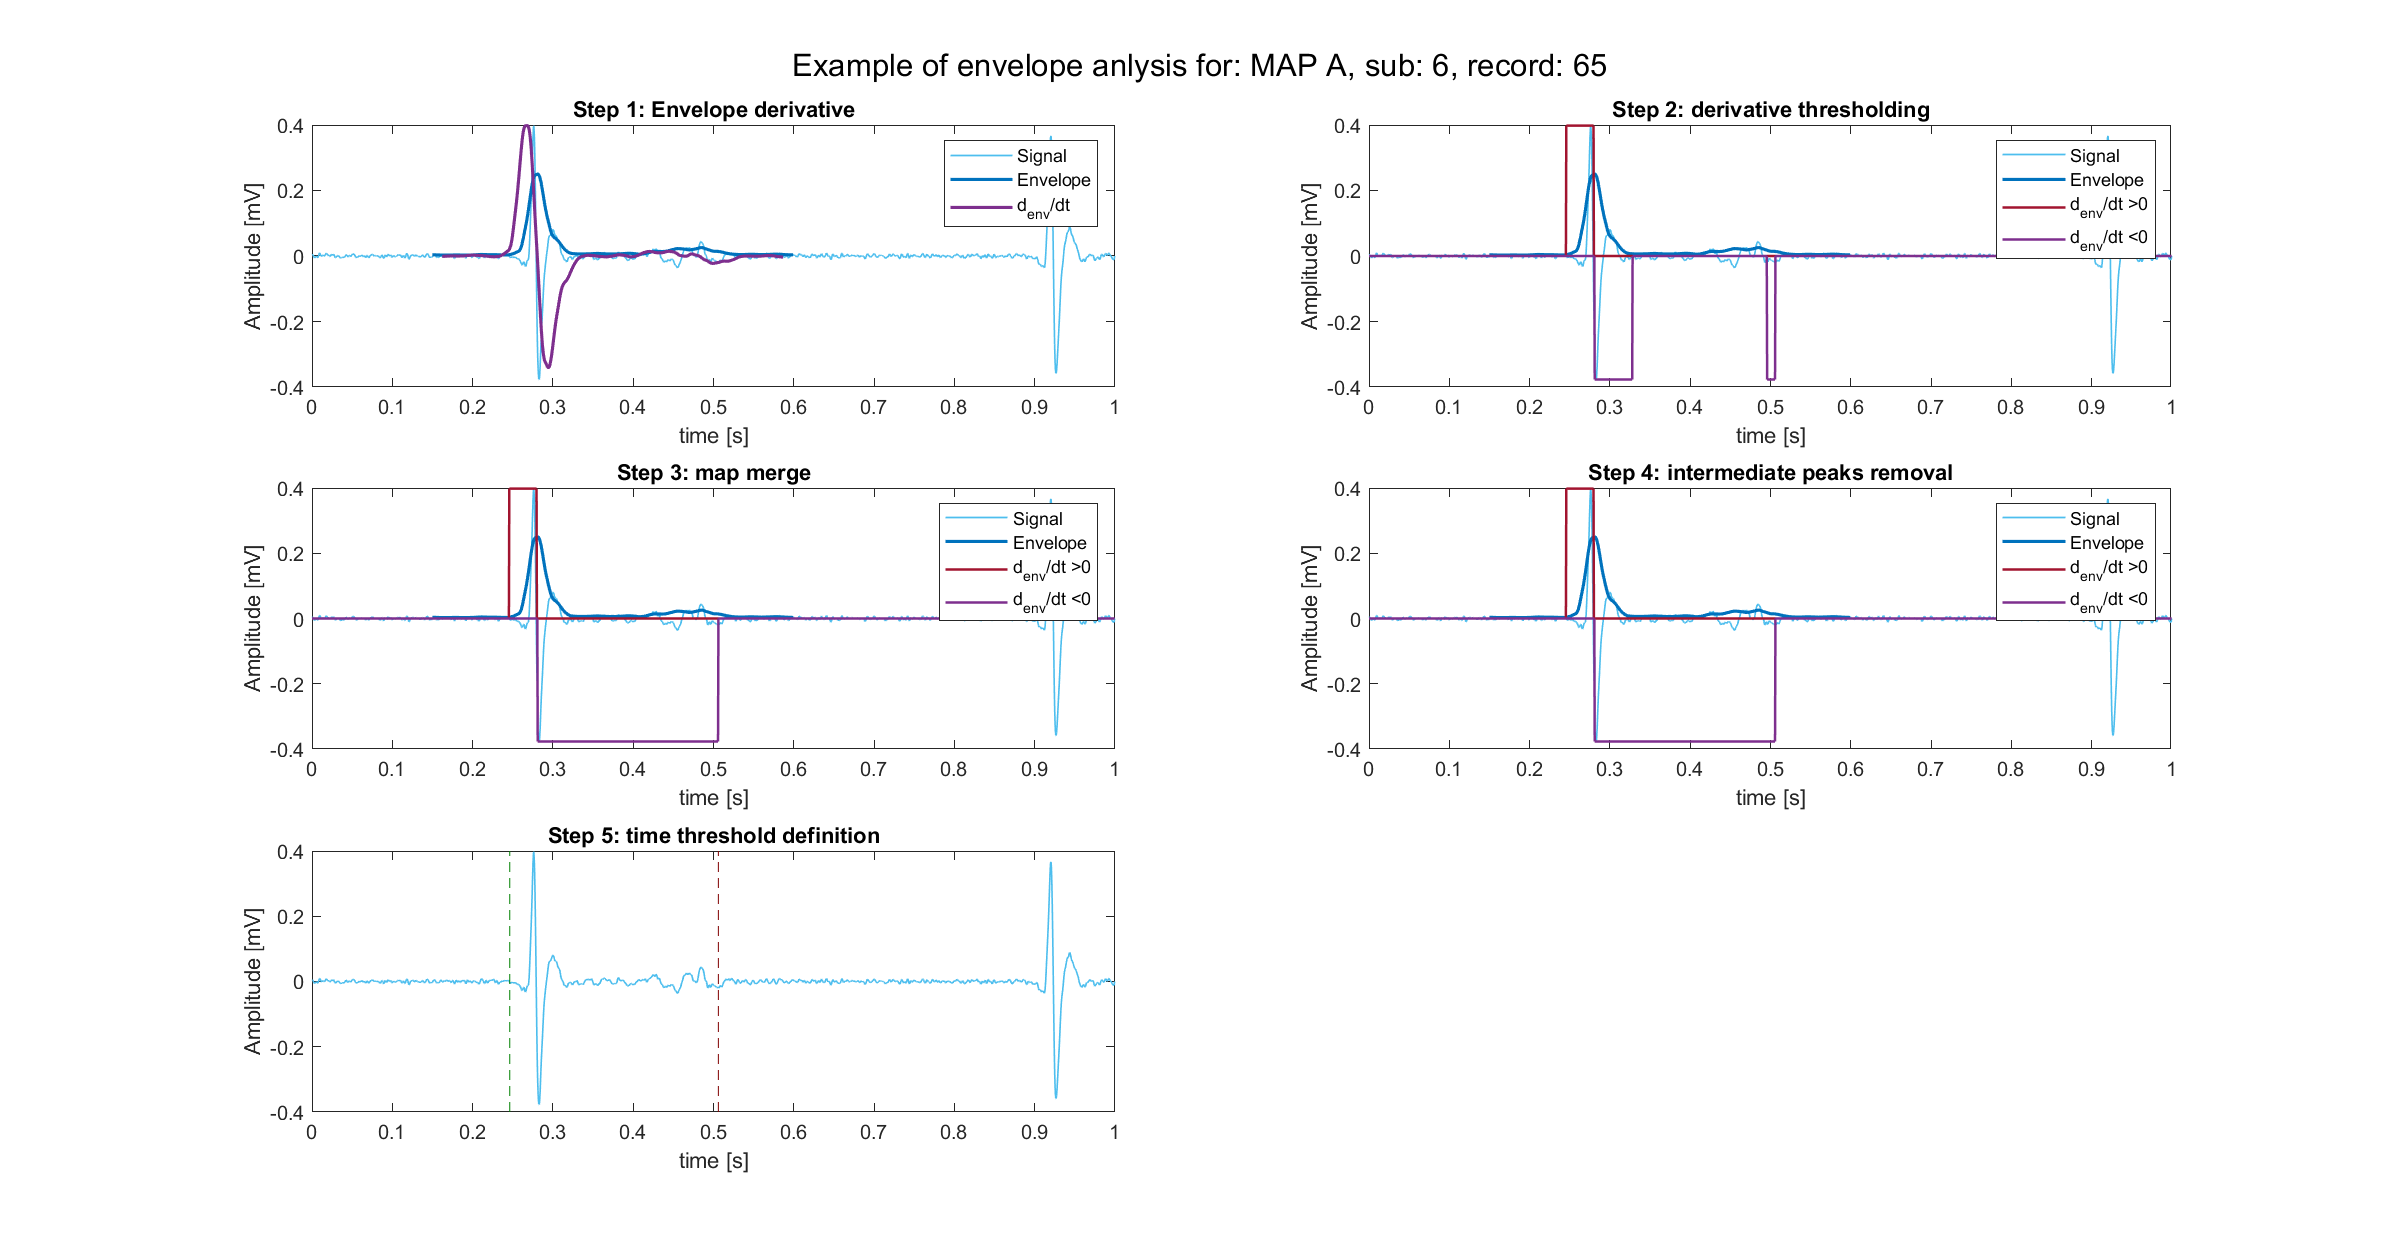 Example of envelope anlysis for: MAP A, sub: 6, record: 65
Step 1: Envelope derivative
0.4
0.2
0
-0.2
-0.4
Amplitude [mV]
0 0.1 0.2 0.3 0.4 0.5 0.6 0.7 0.8 0.9 1
time [s]
Signal
Envelope
d_env/dt
Step 2: derivative thresholding
0.4
0.2
0
-0.2
-0.4
Amplitude [mV]
0 0.1 0.2 0.3 0.4 0.5 0.6 0.7 0.8 0.9 1
time [s]
Signal
Envelope
d_env/dt >0
d_env/dt <0
Step 3: map merge
0.4
0.2
0
-0.2
-0.4
Amplitude [mV]
0 0.1 0.2 0.3 0.4 0.5 0.6 0.7 0.8 0.9 1
time [s]
Signal
Envelope
d_env/dt >0
d_env/dt <0
Step 4: intermediate peaks removal
0.4
0.2
0
-0.2
-0.4
Amplitude [mV]
0 0.1 0.2 0.3 0.4 0.5 0.6 0.7 0.8 0.9 1
time [s]
Signal
Envelope
d_env/dt >0
d_env/dt <0
Step 5: time threshold definition
0.4
0.2
0
-0.2
-0.4
Amplitude [mV]
0 0.1 0.2 0.3 0.4 0.5 0.6 0.7 0.8 0.9 1
time [s]